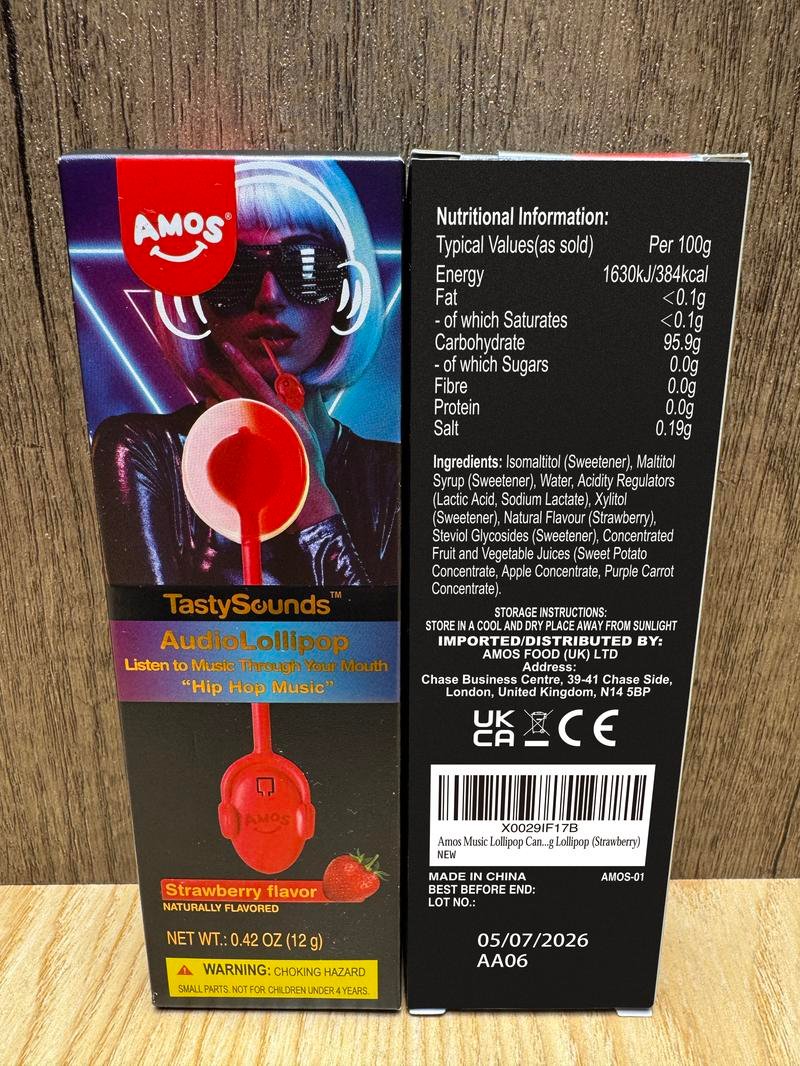 AMOS®
TastySounds™
AudioLollipop
Listen to Music Through Your Mouth
“Hip Hop Music”
AMOS
Strawberry flavor
NATURALLY FLAVORED
NET WT.: 0.42 OZ (12 g)
WARNING: CHOKING HAZARD
SMALL PARTS. NOT FOR CHILDREN UNDER 4 YEARS.
Nutritional Information:
Typical Values(as sold) Per 100g
Energy 1630kJ/384kcal
Fat <0.1g
- of which Saturates <0.1g
Carbohydrate 95.9g
- of which Sugars 0.0g
Fibre 0.0g
Protein 0.0g
Salt 0.19g
Ingredients: Isomaltitol (Sweetener), Maltitol
Syrup (Sweetener), Water, Acidity Regulators
(Lactic Acid, Sodium Lactate), Xylitol
(Sweetener), Natural Flavour (Strawberry),
Steviol Glycosides (Sweetener), Concentrated
Fruit and Vegetable Juices (Sweet Potato
Concentrate, Apple Concentrate, Purple Carrot
Concentrate).
STORAGE INSTRUCTIONS:
STORE IN A COOL AND DRY PLACE AWAY FROM SUNLIGHT
IMPORTED/DISTRIBUTED BY:
AMOS FOOD (UK) LTD
Address:
Chase Business Centre, 39-41 Chase Side,
London, United Kingdom, N14 5BP
UK
CA CE
X0029IF17B
Amos Music Lollipop Can...g Lollipop (Strawberry)
NEW
MADE IN CHINA AMOS-01
BEST BEFORE END:
LOT NO.:
05/07/2026
AA06